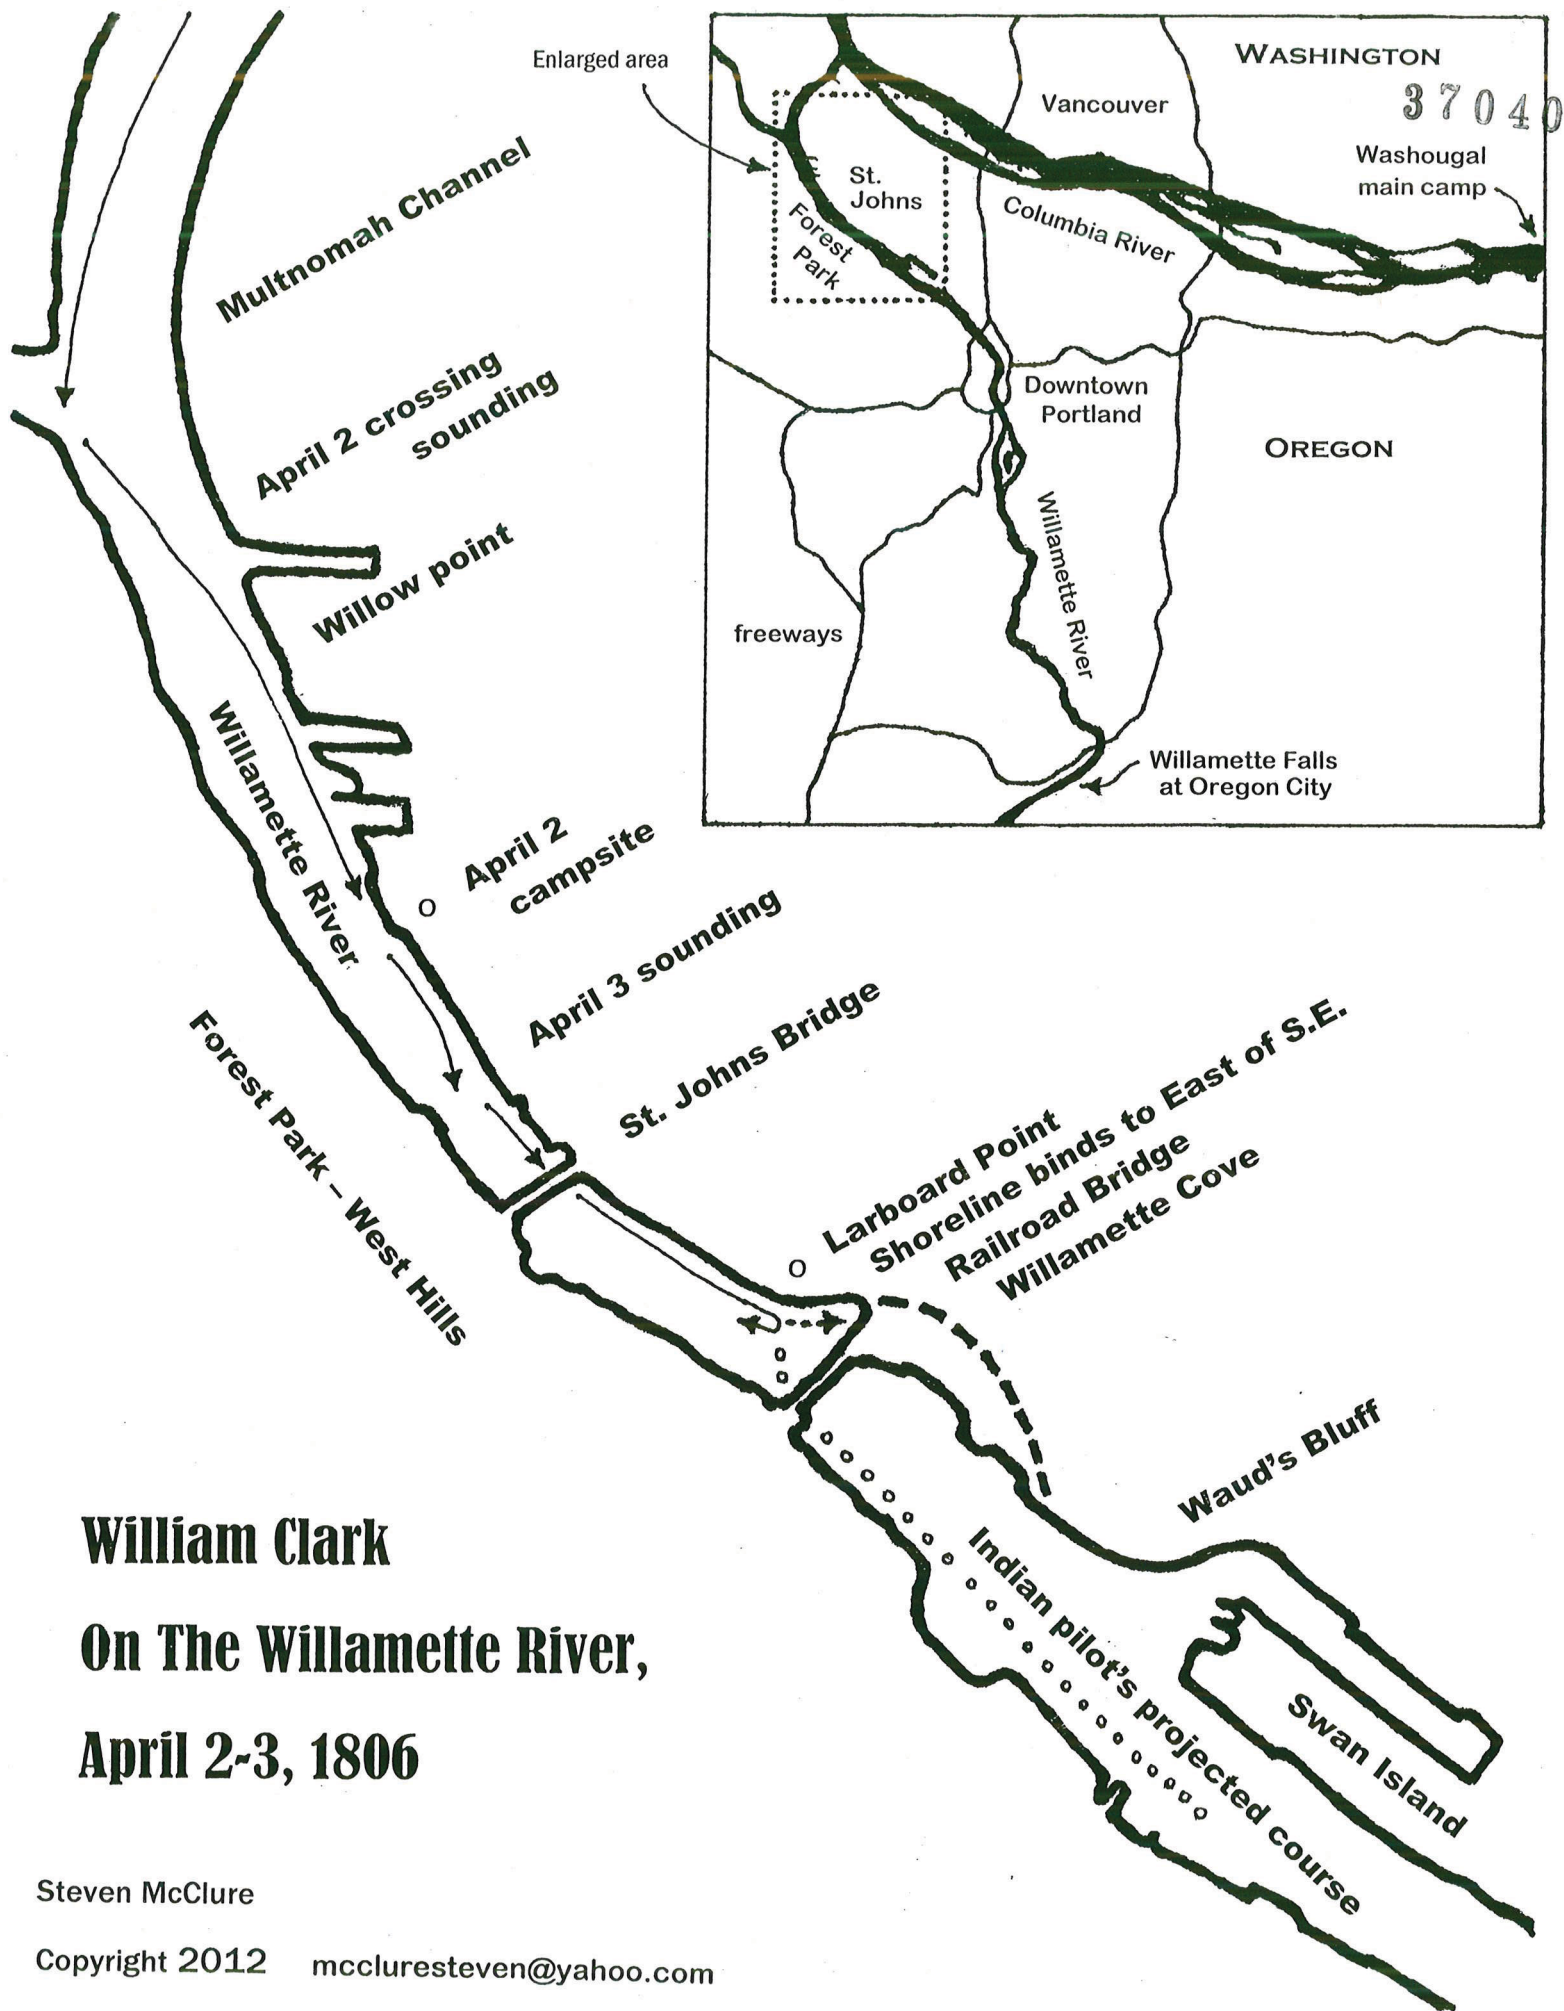 Enlarged area
WASHINGTON
37040
Vancouver
Washougal
main camp
St.
Johns
Columbia River
Forest
Park
Downtown
Portland
OREGON
Willamette River
freeways
Willamette Falls
at Oregon City
Multnomah Channel
April 2 crossing
sounding
Willow point
Willamette River
April 2
campsite
April 3 sounding
St. Johns Bridge
Forest Park – West Hills
Larboard Point
Shoreline binds to East of S.E.
Railroad Bridge
Willamette Cove
Waud's Bluff
Indian pilot's projected course
Swan Island
William Clark
On The Willamette River,
April 2-3, 1806
Steven McClure
Copyright 2012 mccluresteven@yahoo.com